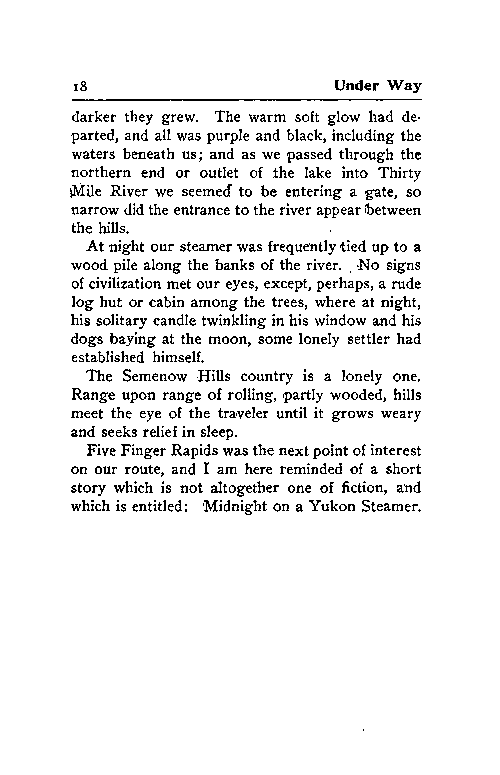 18 Under Way
darker they grew. The warm soft glow had de-
parted, and all was purple and black, including the
waters beneath us; and as we passed through the
northern end or outlet of the lake into Thirty
Mile River we seemed to be entering a gate, so
narrow did the entrance to the river appear between
the hills.
At night our steamer was frequently tied up to a
wood pile along the banks of the river. No signs
of civilization met our eyes, except, perhaps, a rude
log hut or cabin among the trees, where at night,
his solitary candle twinkling in his window and his
dogs baying at the moon, some lonely settler had
established himself.
The Semenow Hills country is a lonely one.
Range upon range of rolling, partly wooded, hills
meet the eye of the traveler until it grows weary
and seeks relief in sleep.
Five Finger Rapids was the next point of interest
on our route, and I am here reminded of a short
story which is not altogether one of fiction, and
which is entitled: Midnight on a Yukon Steamer.